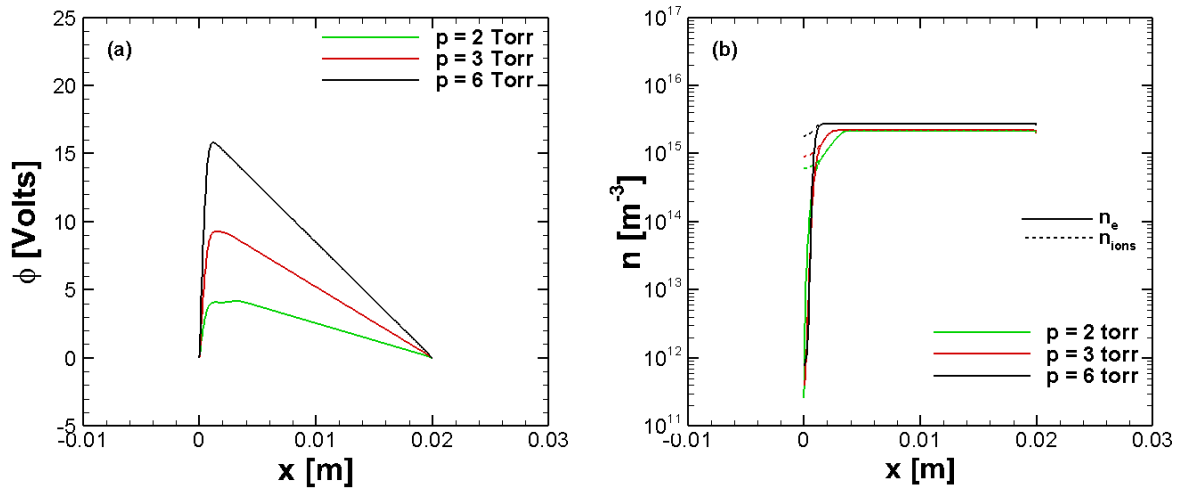 (a)
p = 2 Torr
p = 3 Torr
p = 6 Torr
25
20
15
10
5
0
-5
ϕ [Volts]
-0.01
0
0.01
0.02
0.03
x [m]
(b)
10^17
10^16
10^15
10^14
10^13
10^12
10^11
n [m^-3]
n_e
n_ions
p = 2 torr
p = 3 torr
p = 6 torr
-0.01
0
0.01
0.02
0.03
x [m]